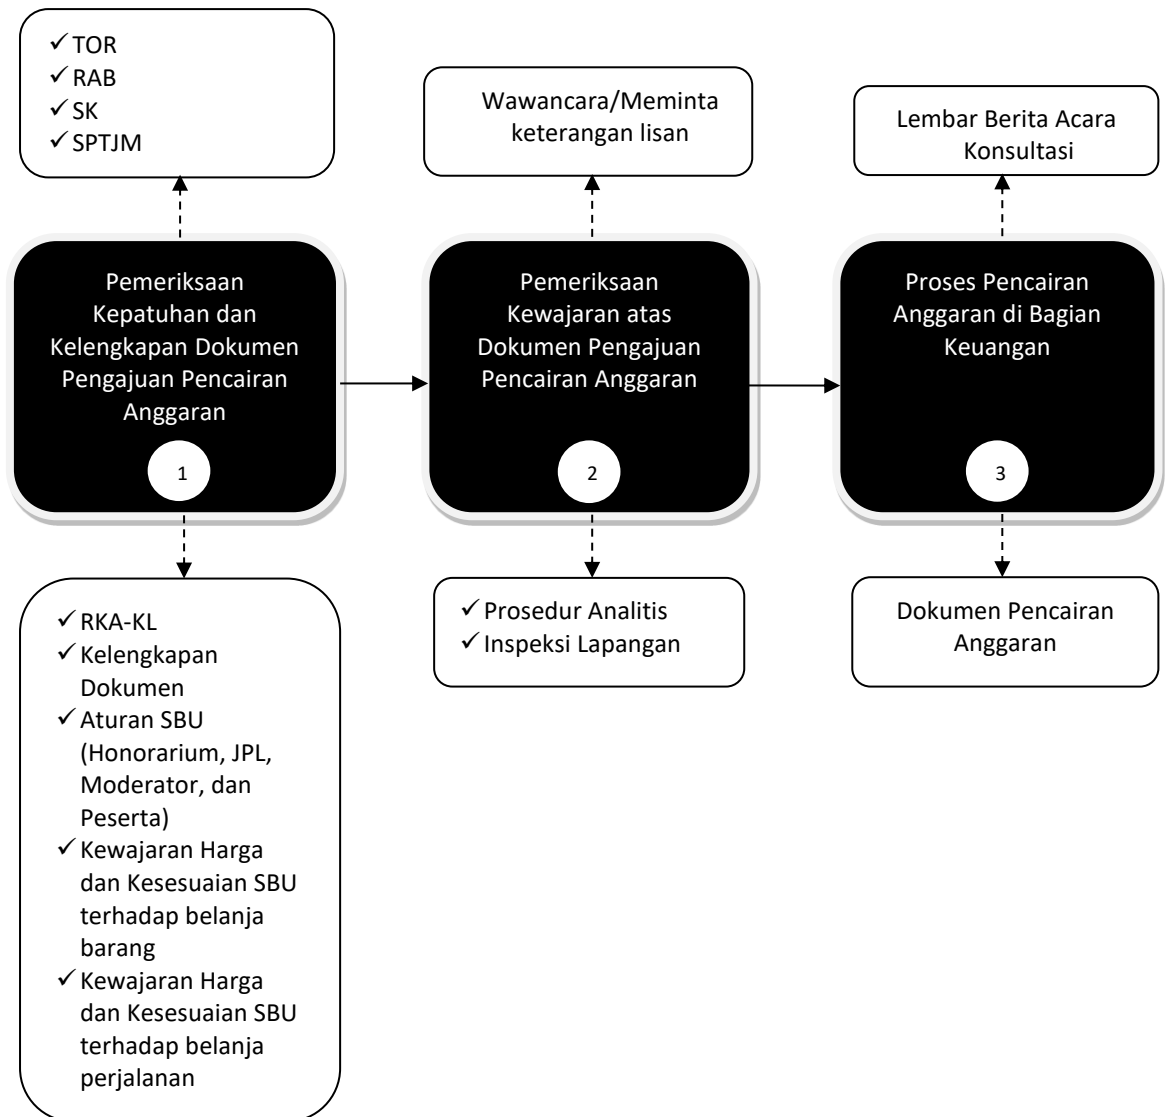 ✓ TOR
✓ RAB
✓ SK
✓ SPTJM
Wawancara/Meminta
keterangan lisan
Lembar Berita Acara
Konsultasi
Pemeriksaan
Kepatuhan dan
Kelengkapan Dokumen
Pengajuan Pencairan
Anggaran
1
Pemeriksaan
Kewajaran atas
Dokumen Pengajuan
Pencairan Anggaran
2
Proses Pencairan
Anggaran di Bagian
Keuangan
3
✓ RKA-KL
✓ Kelengkapan
Dokumen
✓ Aturan SBU
(Honorarium, JPL,
Moderator, dan
Peserta)
✓ Kewajaran Harga
dan Kesesuaian SBU
terhadap belanja
barang
✓ Kewajaran Harga
dan Kesesuaian SBU
terhadap belanja
perjalanan
✓ Prosedur Analitis
✓ Inspeksi Lapangan
Dokumen Pencairan
Anggaran